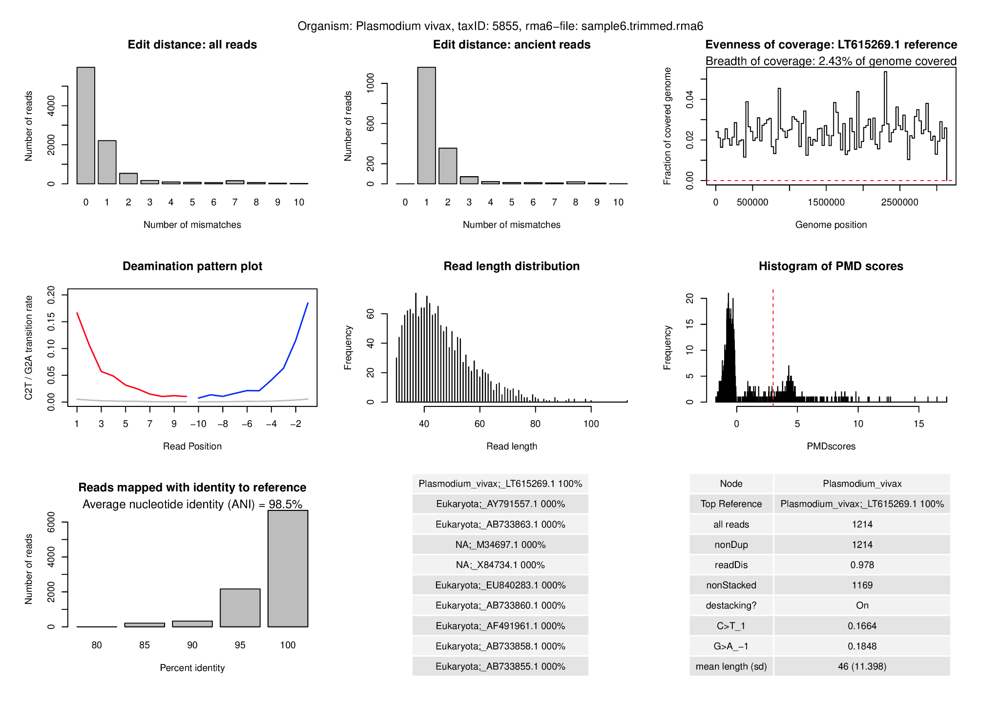 Organism: Plasmodium vivax, taxID: 5855, rma6−file: sample6.trimmed.rma6
Edit distance: all reads
Number of reads
0 2000 4000
0 1 2 3 4 5 6 7 8 9 10
Number of mismatches
Edit distance: ancient reads
Number of reads
0 200 600 1000
0 1 2 3 4 5 6 7 8 9 10
Number of mismatches
Evenness of coverage: LT615269.1 reference
Breadth of coverage: 2.43% of genome covered
Fraction of covered genome
0.00 0.02 0.04
0 500000 1500000 2500000
Genome position
Deamination pattern plot
C2T / G2A transition rate
0.00 0.05 0.10 0.15 0.20
1 3 5 7 9 −10 −8 −6 −4 −2
Read Position
Read length distribution
Frequency
0 20 40 60
40 60 80 100
Read length
Histogram of PMD scores
Frequency
0 5 10 15 20
0 5 10 15
PMDscores
Reads mapped with identity to reference
Average nucleotide identity (ANI) = 98.5%
Number of reads
0 2000 4000 6000
80 85 90 95 100
Percent identity
Plasmodium_vivax;_LT615269.1 100%
Eukaryota;_AY791557.1 000%
Eukaryota;_AB733863.1 000%
NA;_M34697.1 000%
NA;_X84734.1 000%
Eukaryota;_EU840283.1 000%
Eukaryota;_AB733860.1 000%
Eukaryota;_AF491961.1 000%
Eukaryota;_AB733858.1 000%
Eukaryota;_AB733855.1 000%
Node Plasmodium_vivax
Top Reference Plasmodium_vivax;_LT615269.1 100%
all reads 1214
nonDup 1214
readDis 0.978
nonStacked 1169
destacking? On
C>T_1 0.1664
G>A_−1 0.1848
mean length (sd) 46 (11.398)